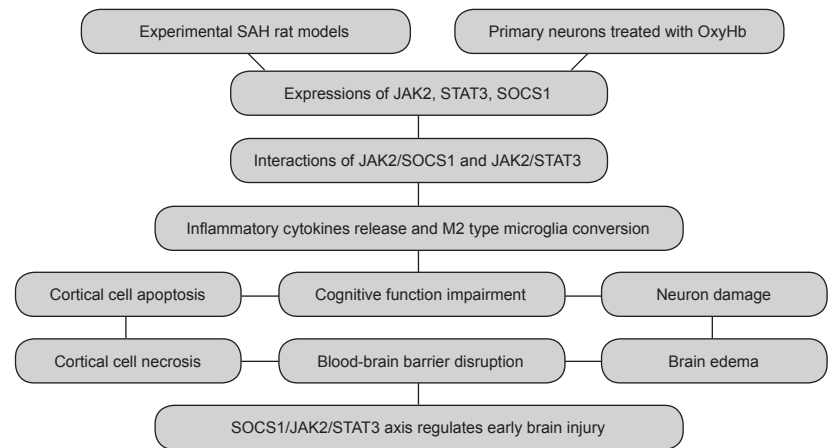 Experimental SAH rat models
Primary neurons treated with OxyHb
Expressions of JAK2, STAT3, SOCS1
Interactions of JAK2/SOCS1 and JAK2/STAT3
Inflammatory cytokines release and M2 type microglia conversion
Cortical cell apoptosis
Cognitive function impairment
Neuron damage
Cortical cell necrosis
Blood-brain barrier disruption
Brain edema
SOCS1/JAK2/STAT3 axis regulates early brain injury